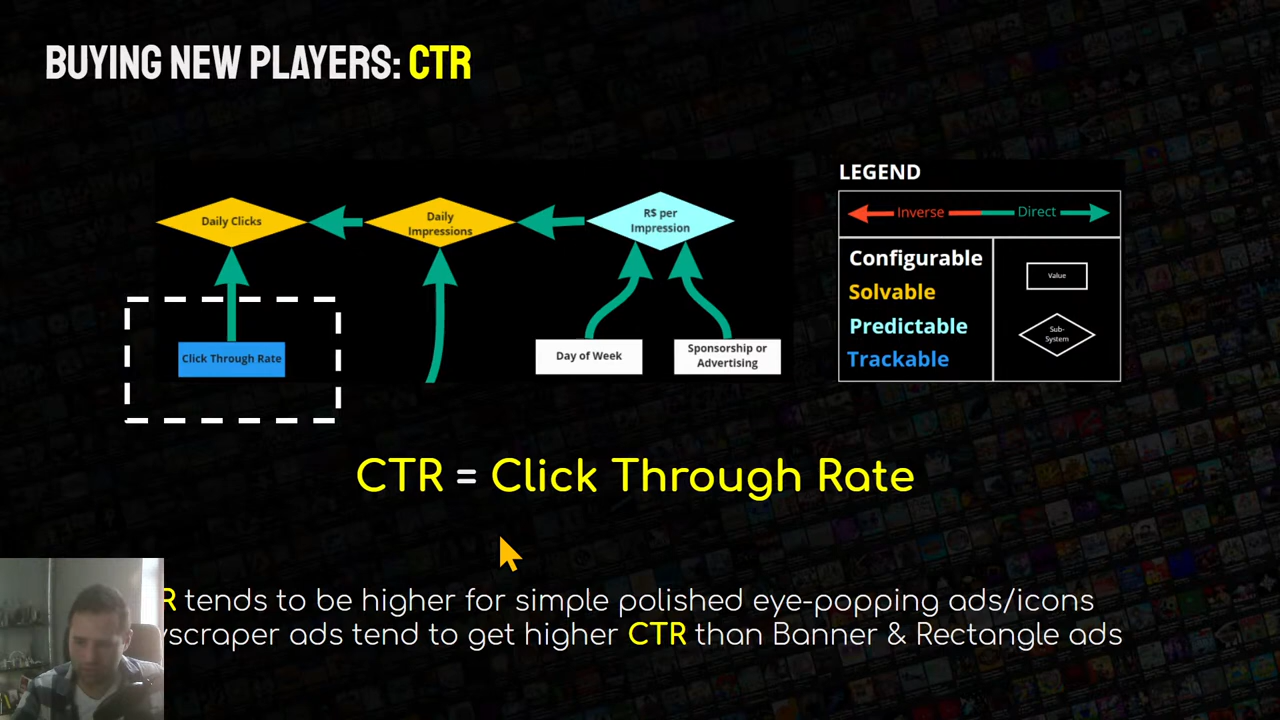 BUYING NEW PLAYERS: CTR
LEGEND
Daily Clicks
Daily
Impressions
R$ per
Impression
Inverse
Direct
Configurable
Solvable
Predictable
Trackable
Value
Sub-
System
Click Through Rate
Day of Week
Sponsorship or
Advertising
CTR = Click Through Rate
R tends to be higher for simple polished eye-popping ads/icons
yscraper ads tend to get higher CTR than Banner & Rectangle ads